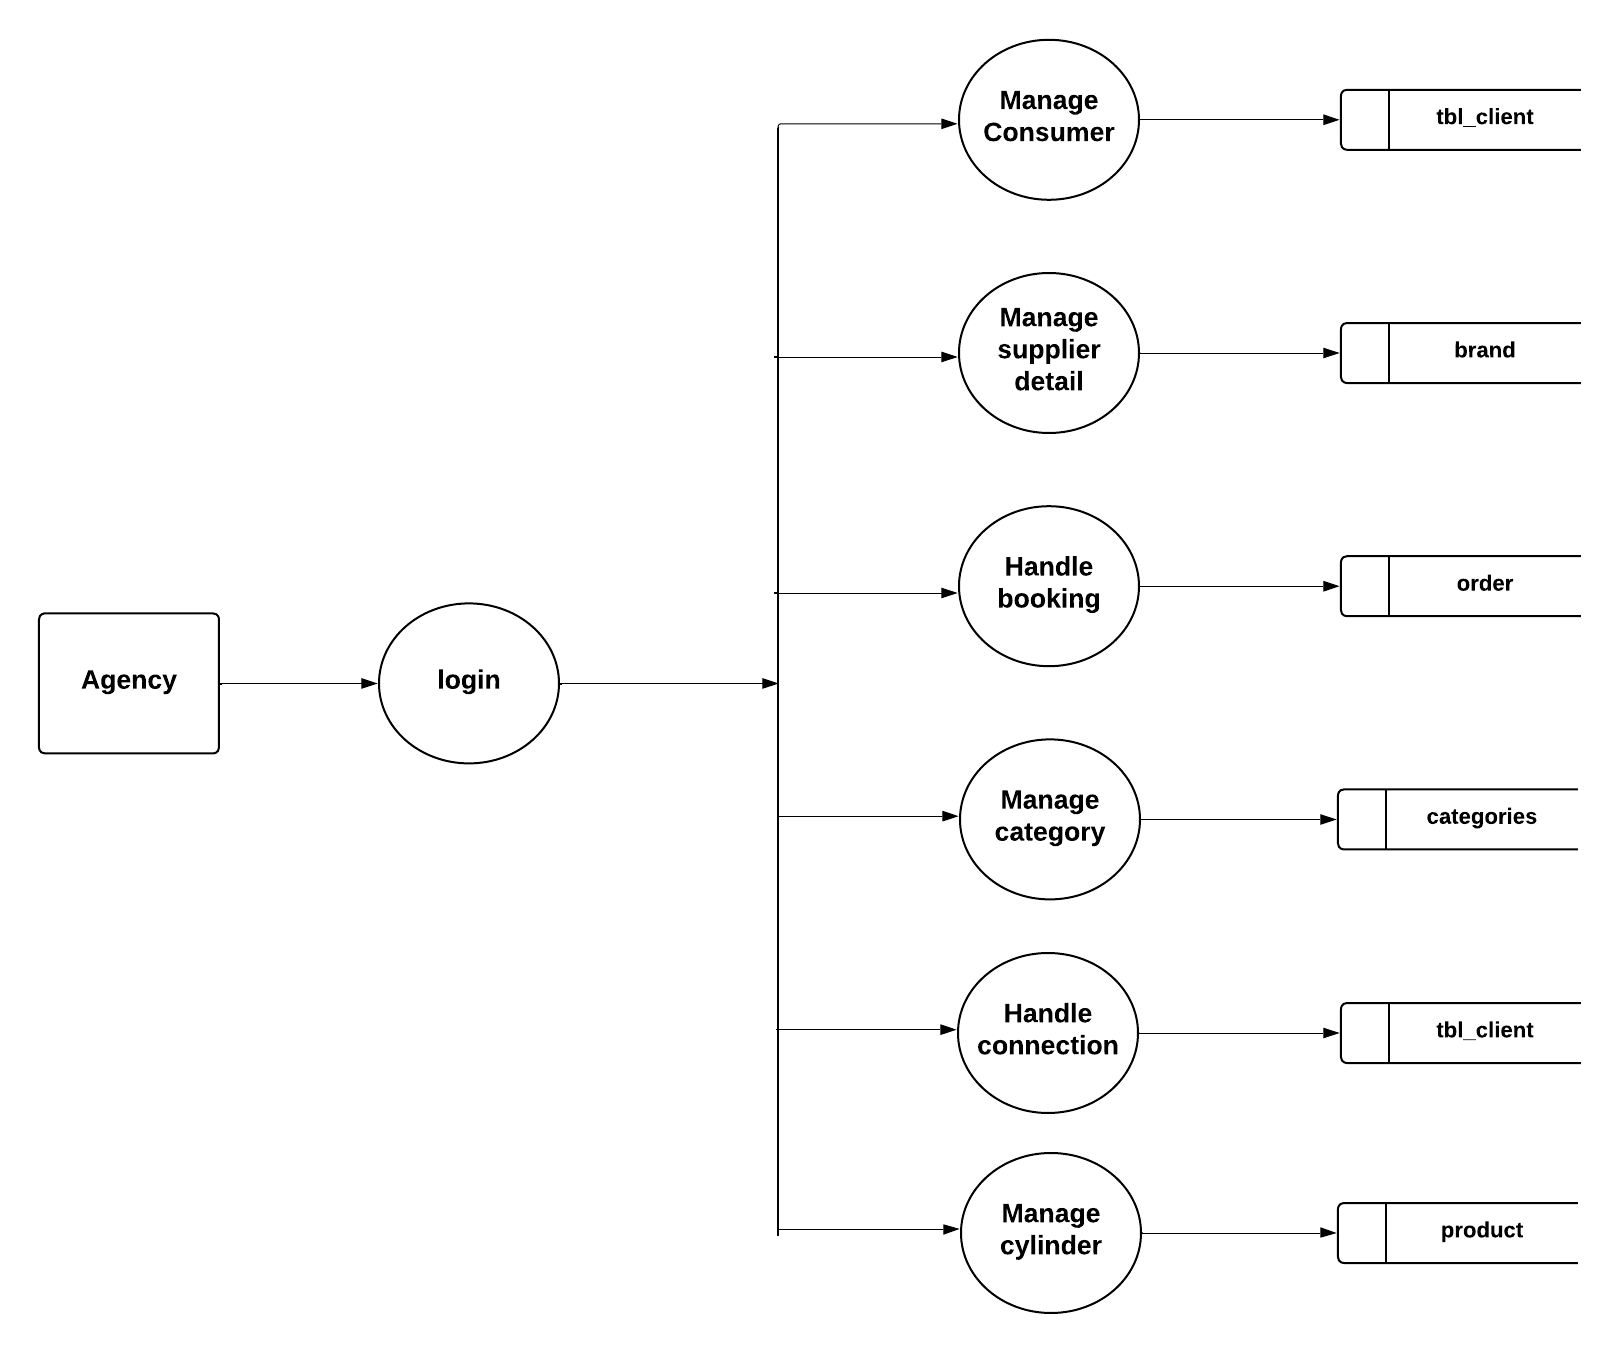 Manage
Consumer
tbl_client
Manage
supplier
detail
brand
Handle
booking
order
Agency
login
Manage
category
categories
Handle
connection
tbl_client
Manage
cylinder
product